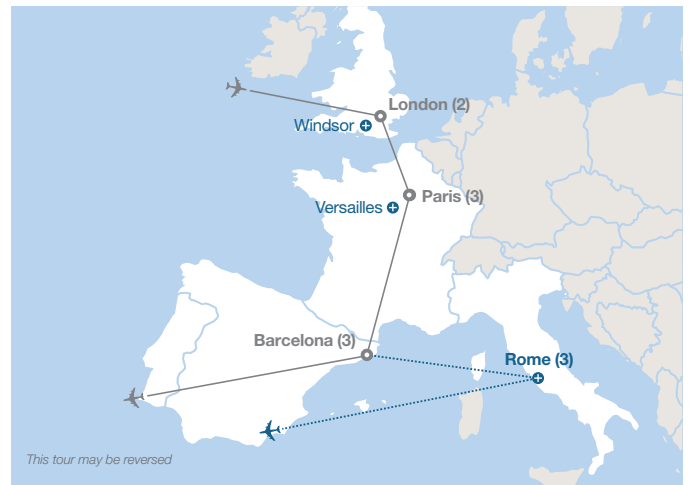 London (2)
Windsor
Paris (3)
Versailles
Barcelona (3)
Rome (3)
This tour may be reversed